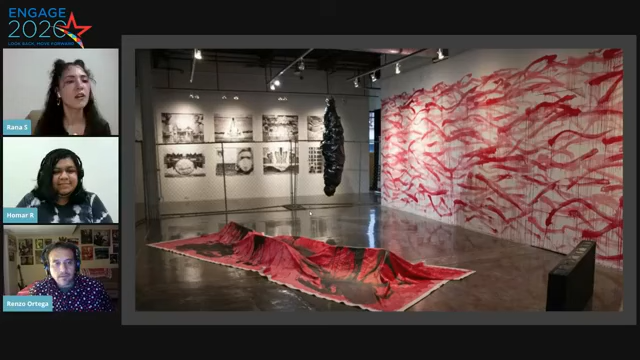 ENGAGE
2020
LOOK BACK, MOVE FORWARD
Rana S
Homar R
Renzo Ortega